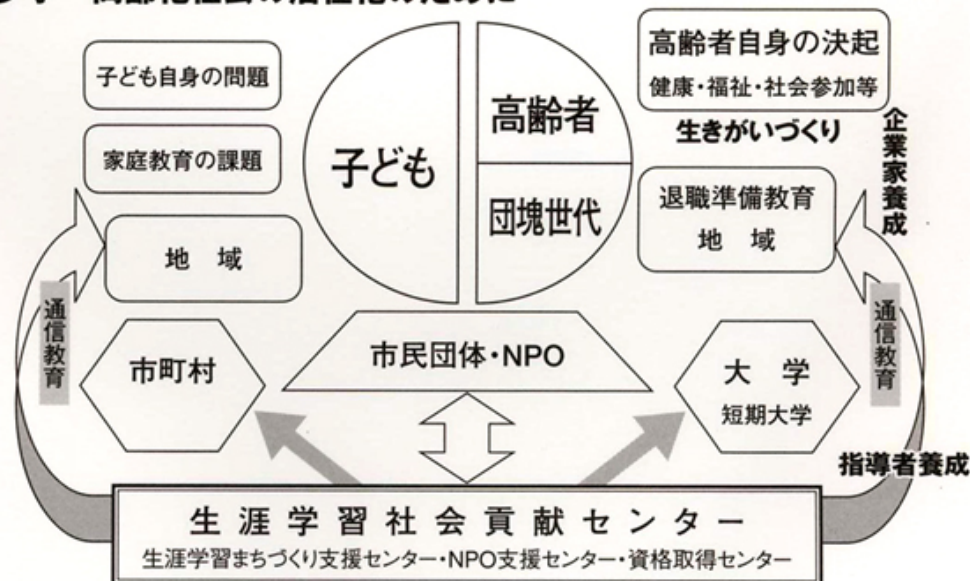 化社会の活性化のために
子ども自身の問題
家庭教育の課題
地 域
通信教育
市町村
子ども
高齢者
団塊世代
市民団体・NPO
高齢者自身の決起
健康・福祉・社会参加等
生きがいづくり
企業家養成
退職準備教育
地 域
通信教育
大 学
短期大学
指導者養成
生涯学習社会貢献センター
生涯学習まちづくり支援センター・NPO支援センター・資格取得センター